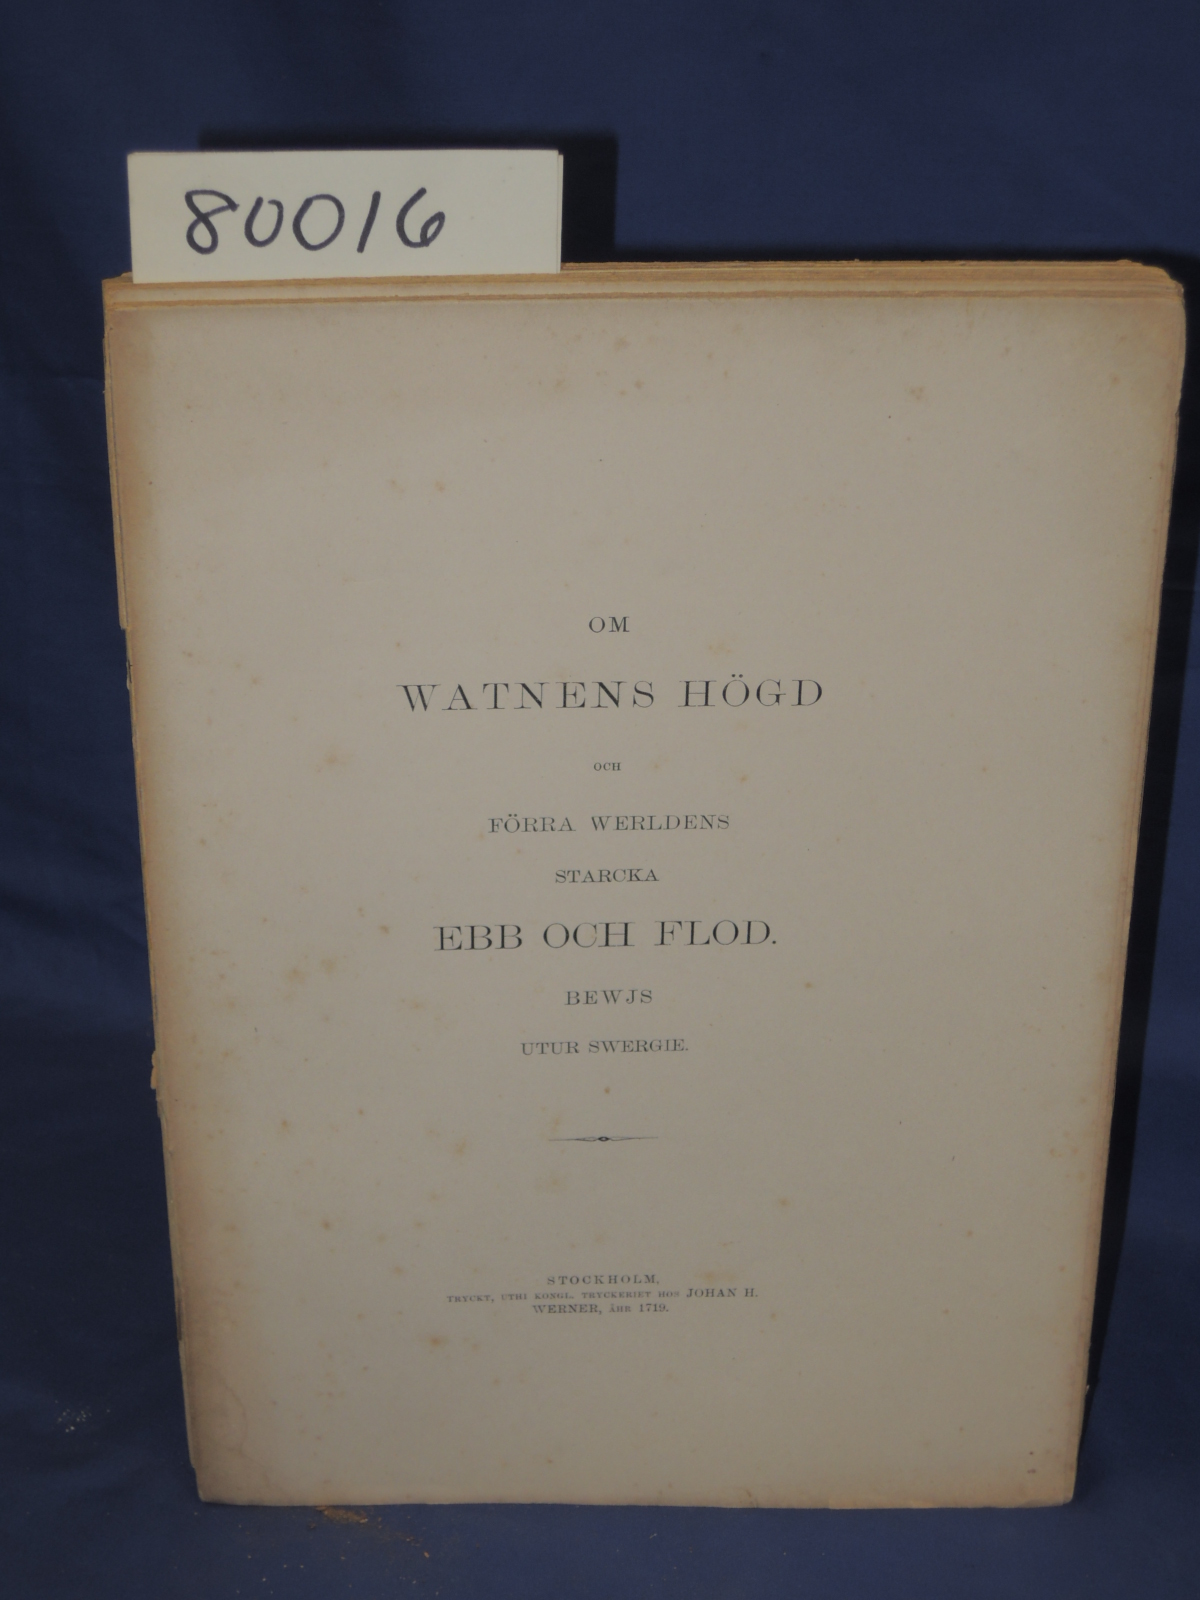 80016
OM
WATNENS HÖGD
OCH
FÖRRA WERLDENS
STARCKA
EBB OCH FLOD.
BEWJS
UTUR SWERGIE.
STOCKHOLM,
TRYCKT, UTHI KONGL. TRYCKERIET HOS JOHAN H.
WERNER, ÅHR 1719.